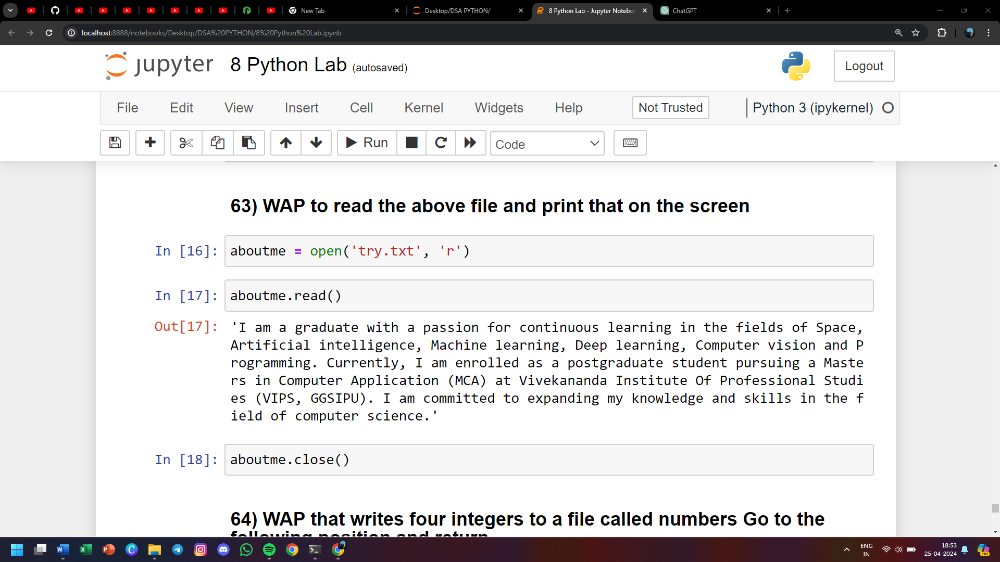 New Tab
Desktop/DSA PYTHON/
8 Python Lab - Jupyter Noteboo
ChatGPT
localhost:8888/notebooks/Desktop/DSA%20PYTHON/8%20Python%20Lab.ipynb
jupyter 8 Python Lab (autosaved)
Logout
File Edit View Insert Cell Kernel Widgets Help Not Trusted Python 3 (ipykernel)
Run Code
63) WAP to read the above file and print that on the screen
In [16]: aboutme = open('try.txt', 'r')
In [17]: aboutme.read()
Out[17]: 'I am a graduate with a passion for continuous learning in the fields of Space,
Artificial intelligence, Machine learning, Deep learning, Computer vision and P
rogramming. Currently, I am enrolled as a postgraduate student pursuing a Maste
rs in Computer Application (MCA) at Vivekananda Institute Of Professional Studi
es (VIPS, GGSIPU). I am committed to expanding my knowledge and skills in the f
ield of computer science.'
In [18]: aboutme.close()
64) WAP that writes four integers to a file called numbers Go to the
following position and return
ENG
IN
18:53
25-04-2024
PRE